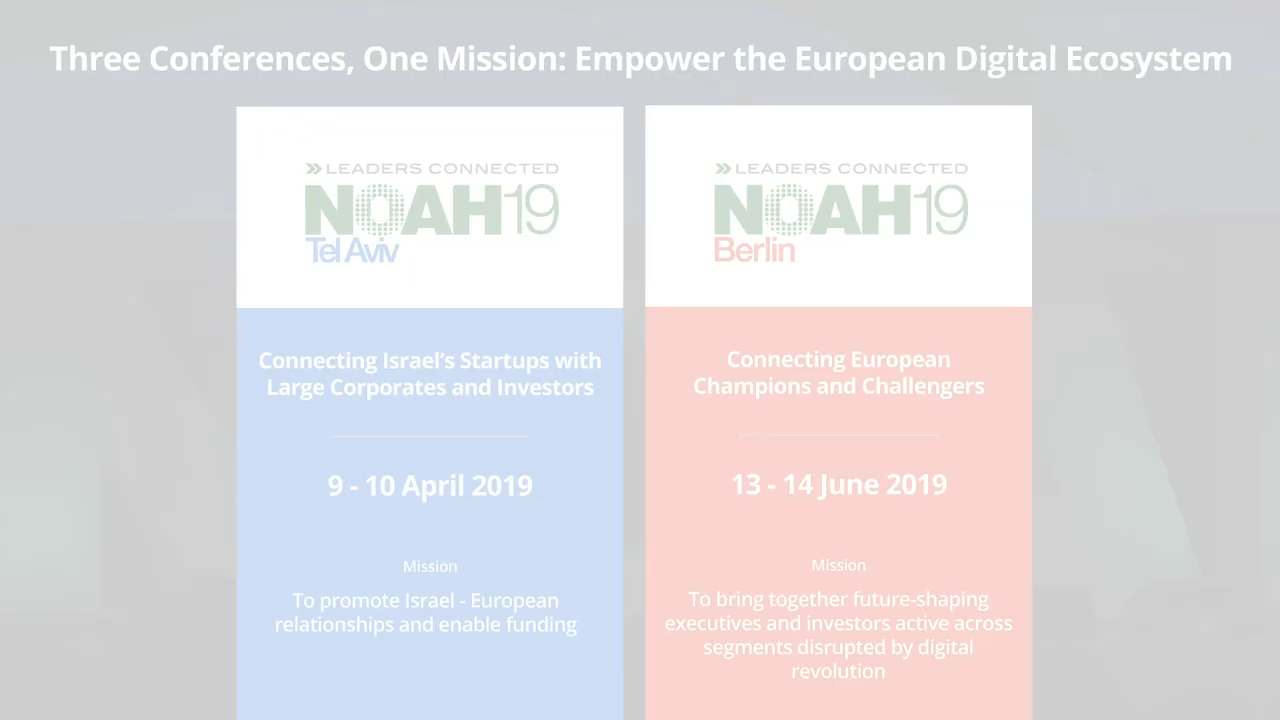 Three Conferences, One Mission: Empower the European Digital Ecosystem
LEADERS CONNECTED
NOAH19
Tel Aviv
Connecting Israel's Startups with
Large Corporates and Investors
9 - 10 April 2019
Mission
To promote Israel - European
relationships and enable funding
LEADERS CONNECTED
NOAH19
Berlin
Connecting European
Champions and Challengers
13 - 14 June 2019
Mission
To bring together future-shaping
executives and investors active across
segments disrupted by digital
revolution